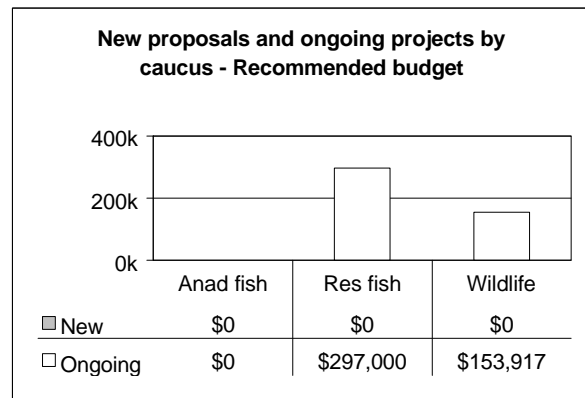 New proposals and ongoing projects by
caucus - Recommended budget
400k
200k
0k
Anad fish Res fish Wildlife
New $0 $0 $0
Ongoing $0 $297,000 $153,917